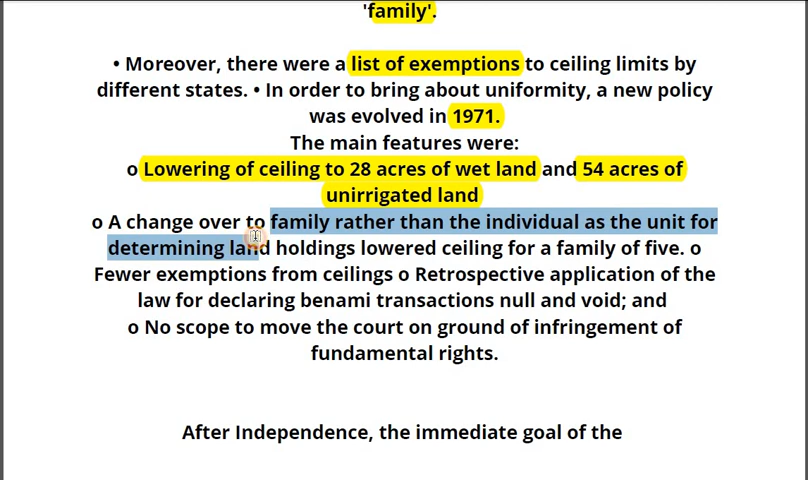 'family'.
• Moreover, there were a list of exemptions to ceiling limits by
different states. • In order to bring about uniformity, a new policy
was evolved in 1971.
The main features were:
o Lowering of ceiling to 28 acres of wet land and 54 acres of
unirrigated land
o A change over to family rather than the individual as the unit for
determining land holdings lowered ceiling for a family of five. o
Fewer exemptions from ceilings o Retrospective application of the
law for declaring benami transactions null and void; and
o No scope to move the court on ground of infringement of
fundamental rights.
After Independence, the immediate goal of the